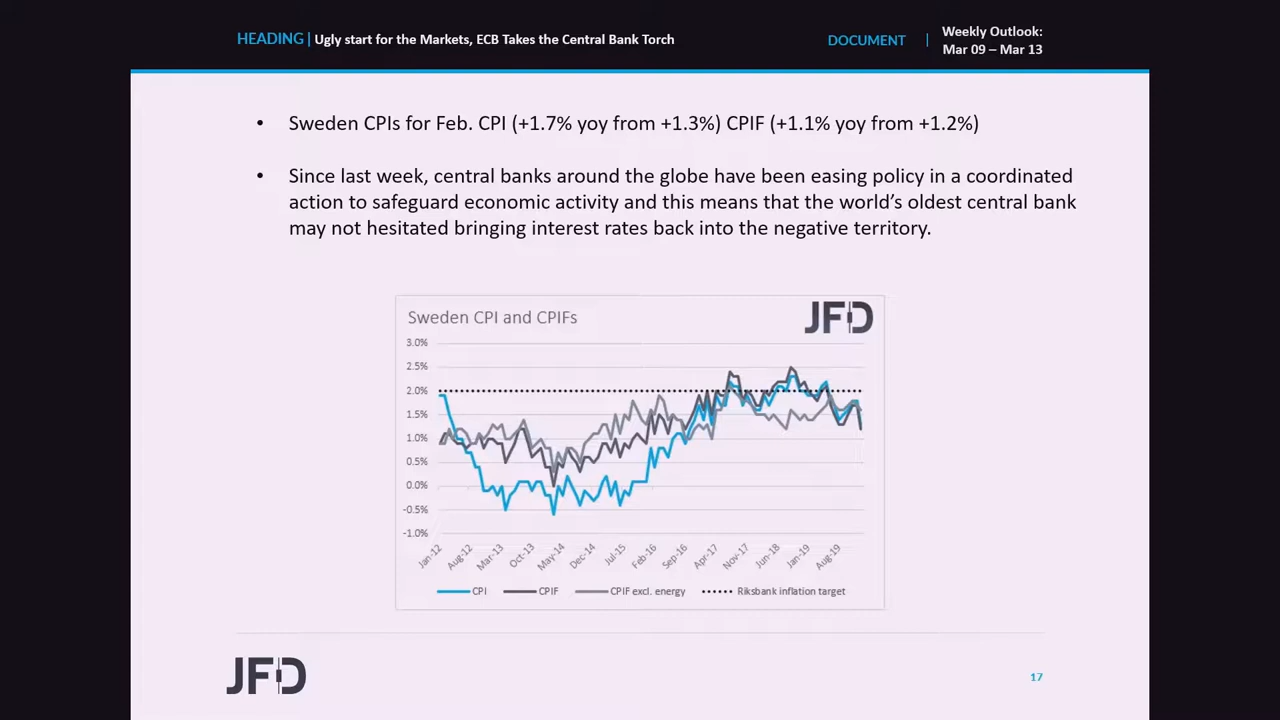 HEADING | Ugly start for the Markets, ECB Takes the Central Bank Torch
DOCUMENT | Weekly Outlook:
Mar 09 – Mar 13
• Sweden CPIs for Feb. CPI (+1.7% yoy from +1.3%) CPIF (+1.1% yoy from +1.2%)
• Since last week, central banks around the globe have been easing policy in a coordinated
action to safeguard economic activity and this means that the world's oldest central bank
may not hesitated bringing interest rates back into the negative territory.
Sweden CPI and CPIFs
JFD
3.0%
2.5%
2.0%
1.5%
1.0%
0.5%
0.0%
-0.5%
-1.0%
Jan-12 Aug-12 Mar-13 Oct-13 May-14 Dec-14 Jul-15 Feb-16 Sep-16 Apr-17 Nov-17 Jun-18 Jan-19 Aug-19
CPI CPIF CPIF excl. energy Riksbank inflation target
JFD
17